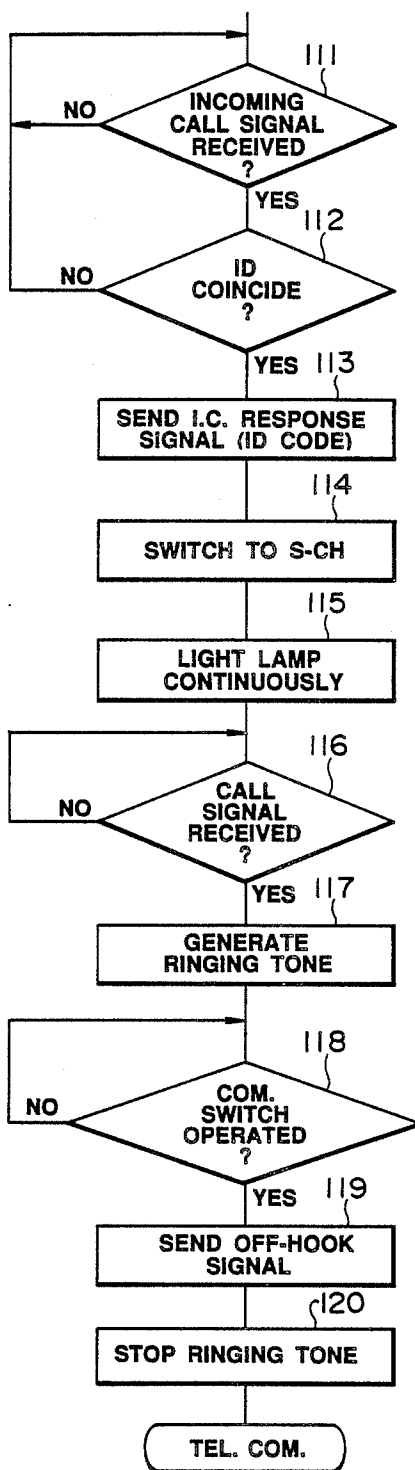 111
INCOMING
CALL SIGNAL
RECEIVED
?
NO
YES
112
ID
COINCIDE
?
NO
YES
113
SEND I.C. RESPONSE
SIGNAL (ID CODE)
114
SWITCH TO S-CH
115
LIGHT LAMP
CONTINUOUSLY
116
CALL
SIGNAL
RECEIVED
?
NO
YES
117
GENERATE
RINGING TONE
118
COM.
SWITCH
OPERATED
?
NO
YES
119
SEND OFF-HOOK
SIGNAL
120
STOP RINGING TONE
TEL. COM.